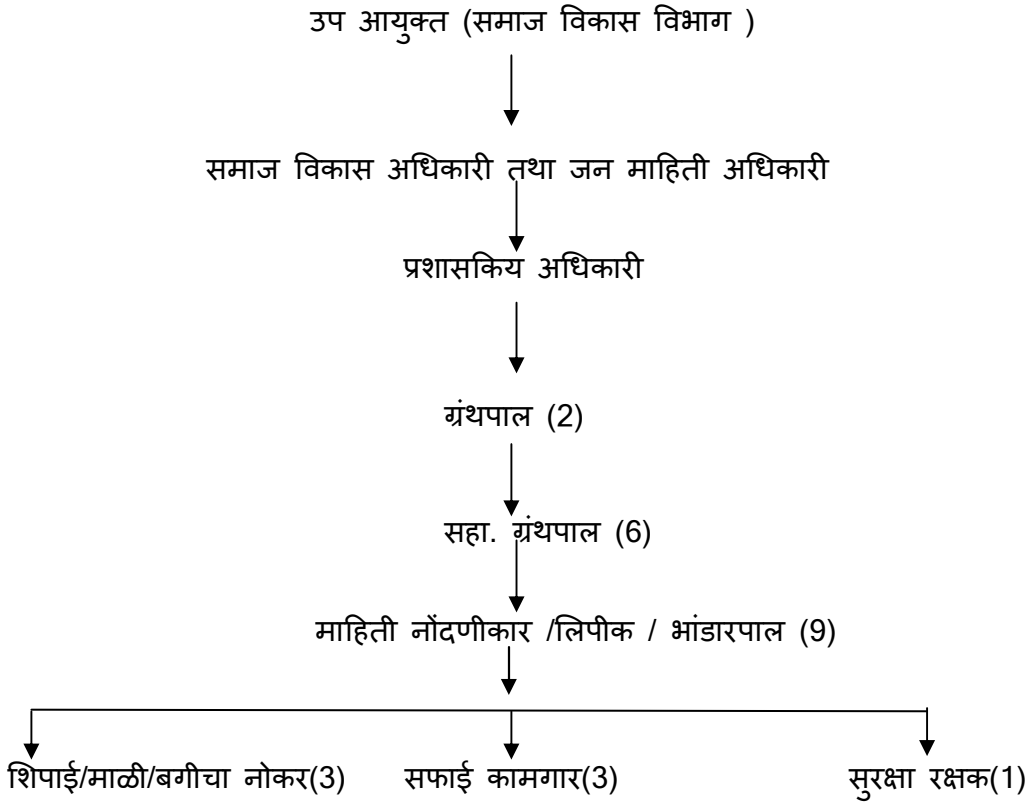 उप आयुक्त (समाज विकास विभाग )
समाज विकास अधिकारी तथा जन माहिती अधिकारी
प्रशासकिय अधिकारी
ग्रंथपाल (2)
सहा. ग्रंथपाल (6)
माहिती नोंदणीकार /लिपीक / भांडारपाल (9)
शिपाई/माळी/बगीचा नोकर(3) सफाई कामगार(3) सुरक्षा रक्षक(1)